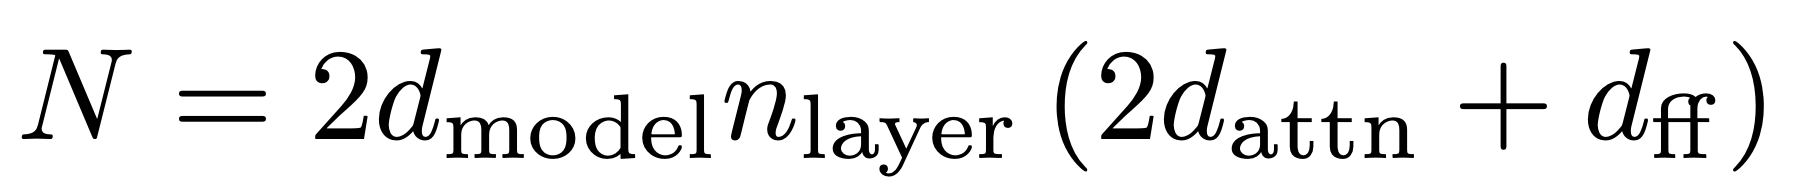 N = 2d_model n_layer (2d_attn + d_ff)